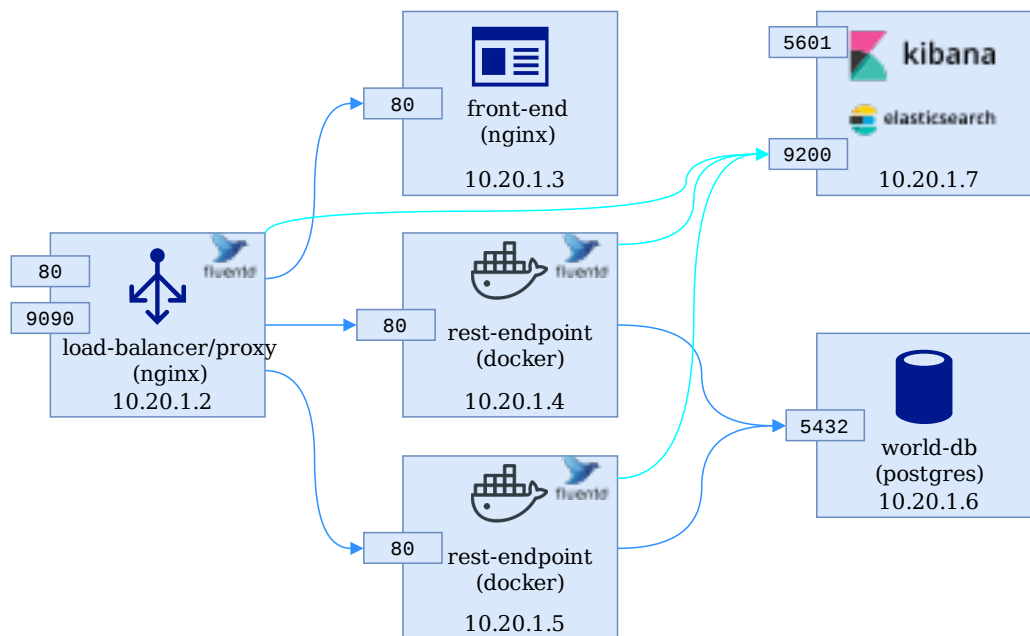 80
front-end
(nginx)
10.20.1.3
5601
kibana
elasticsearch
9200
10.20.1.7
80
9090
fluentd
load-balancer/proxy
(nginx)
10.20.1.2
80
fluentd
rest-endpoint
(docker)
10.20.1.4
5432
world-db
(postgres)
10.20.1.6
80
fluentd
rest-endpoint
(docker)
10.20.1.5